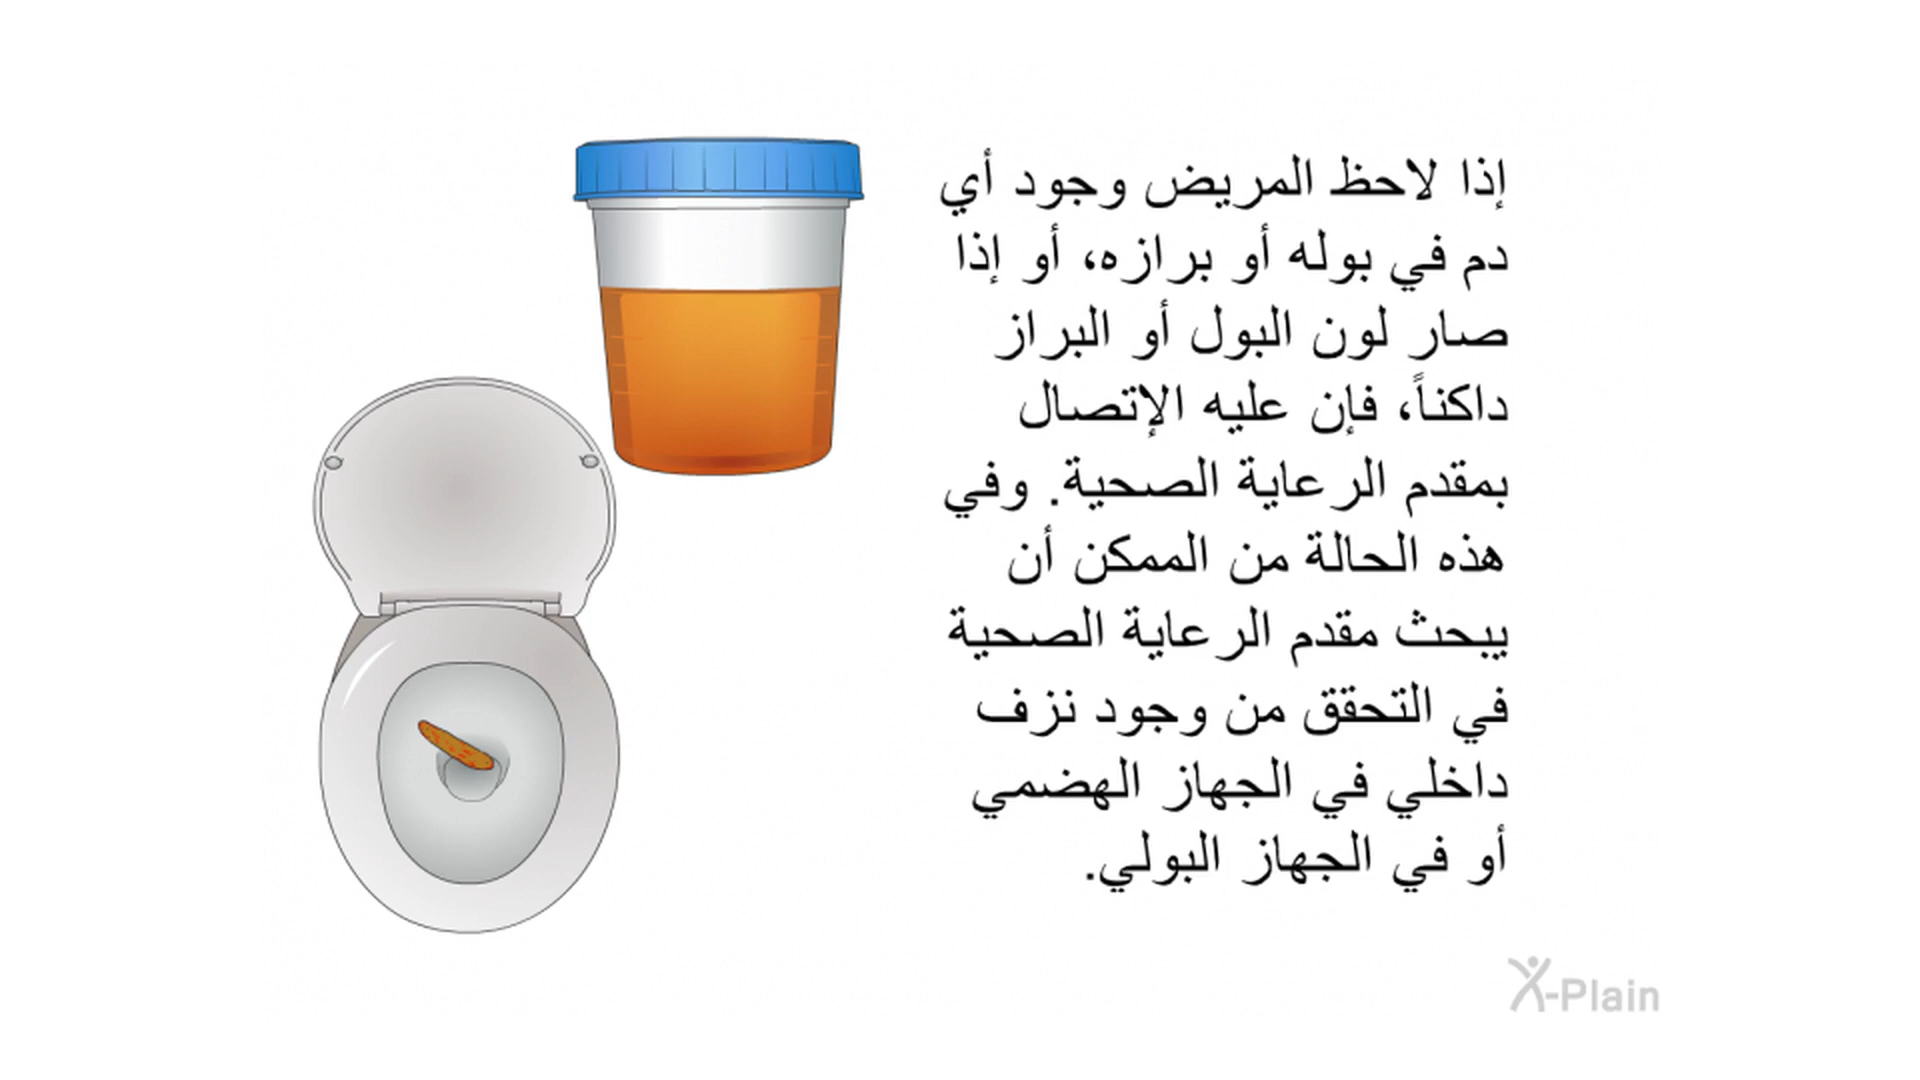 إذا لاحظ المريض وجود أي
دم في بوله أو برازه، أو إذا
صار لون البول أو البراز
داكناً، فإن عليه الإتصال
بمقدم الرعاية الصحية. وفي
هذه الحالة من الممكن أن
يبحث مقدم الرعاية الصحية
في التحقق من وجود نزف
داخلي في الجهاز الهضمي
أو في الجهاز البولي.
X-Plain